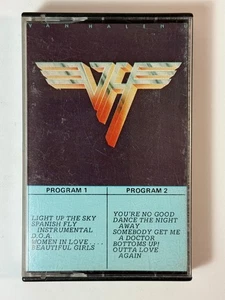 VAN HALEN
VH
PROGRAM 1
LIGHT UP THE SKY
SPANISH FLY
INSTRUMENTAL
D.O.A.
WOMEN IN LOVE....
BEAUTIFUL GIRLS
PROGRAM 2
YOU'RE NO GOOD
DANCE THE NIGHT
AWAY
SOMEBODY GET ME
A DOCTOR
BOTTOMS UP!
OUTTA LOVE
AGAIN